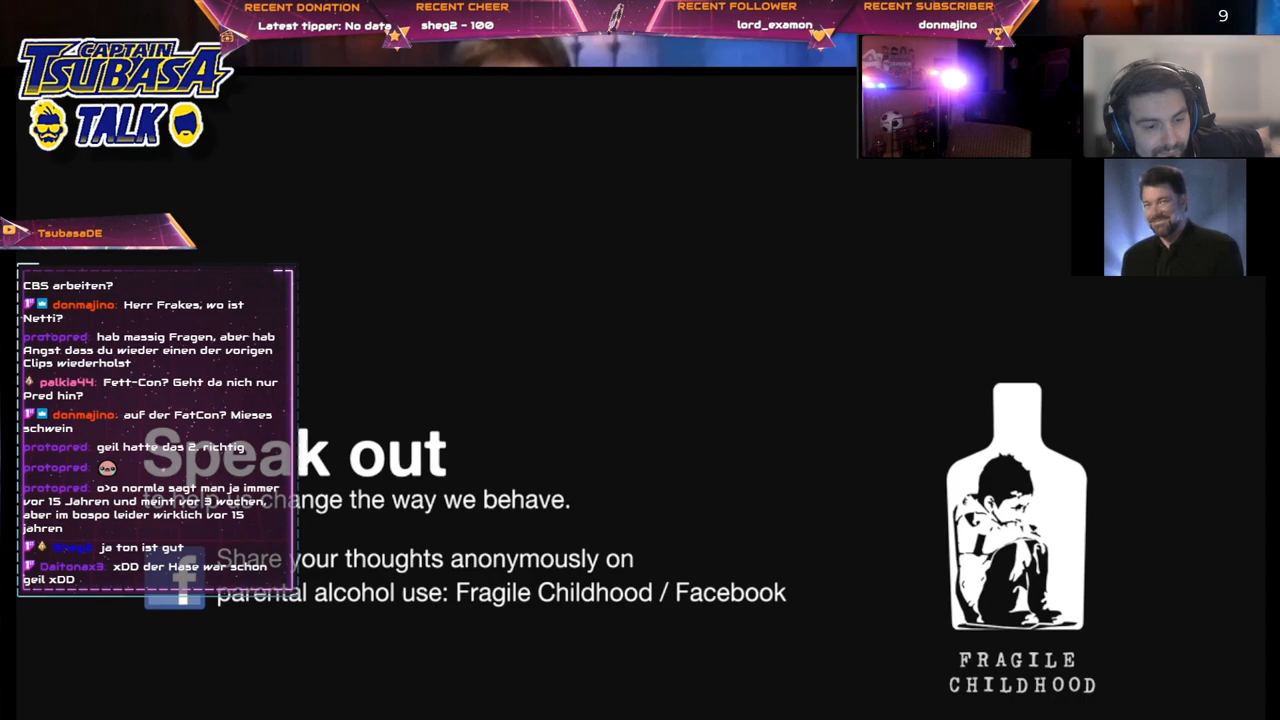 RECENT DONATION
Latest tipper: No data
RECENT CHEER
sheg2 - 100
RECENT FOLLOWER
lord_examon
RECENT SUBSCRIBER
donmajino
9
CAPTAIN
TSUBASA
TALK
TsubasaDE
CBS arbeiten?
donmajino: Herr Frakes, wo ist
Netti?
protopred: hab massig Fragen, aber hab
Angst dass du wieder einen der vorigen
Clips wiederholst
palkia44: Fett-Con? Geht da nich nur
Pred hin?
donmajino: auf der FatCon? Mieses
schwein
protopred: geil hatte das 2. richtig
protopred:
protopred: o>o normla sagt man ja immer
vor 15 Jahren und meint vor 3 wochen,
aber im bospo leider wirklich vor 15
jahren
Sheg2: ja ton ist gut
Daitonax3: xDD der Hase war schon
geil xDD
Speak out
to help us change the way we behave.
Share your thoughts anonymously on
parental alcohol use: Fragile Childhood / Facebook
FRAGILE
CHILDHOOD